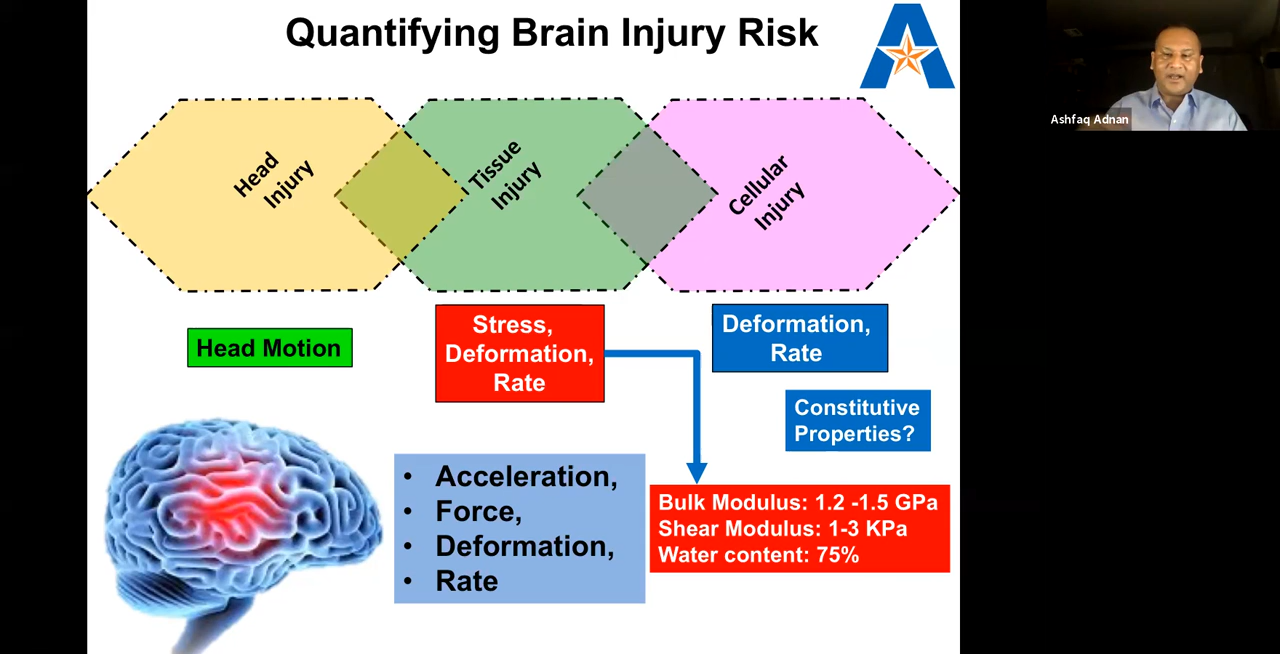 Quantifying Brain Injury Risk
Ashfaq Adnan
Head
Injury
Tissue
Injury
Cellular
Injury
Head Motion
Stress,
Deformation,
Rate
Deformation,
Rate
Constitutive
Properties?
• Acceleration,
• Force,
• Deformation,
• Rate
Bulk Modulus: 1.2 -1.5 GPa
Shear Modulus: 1-3 KPa
Water content: 75%